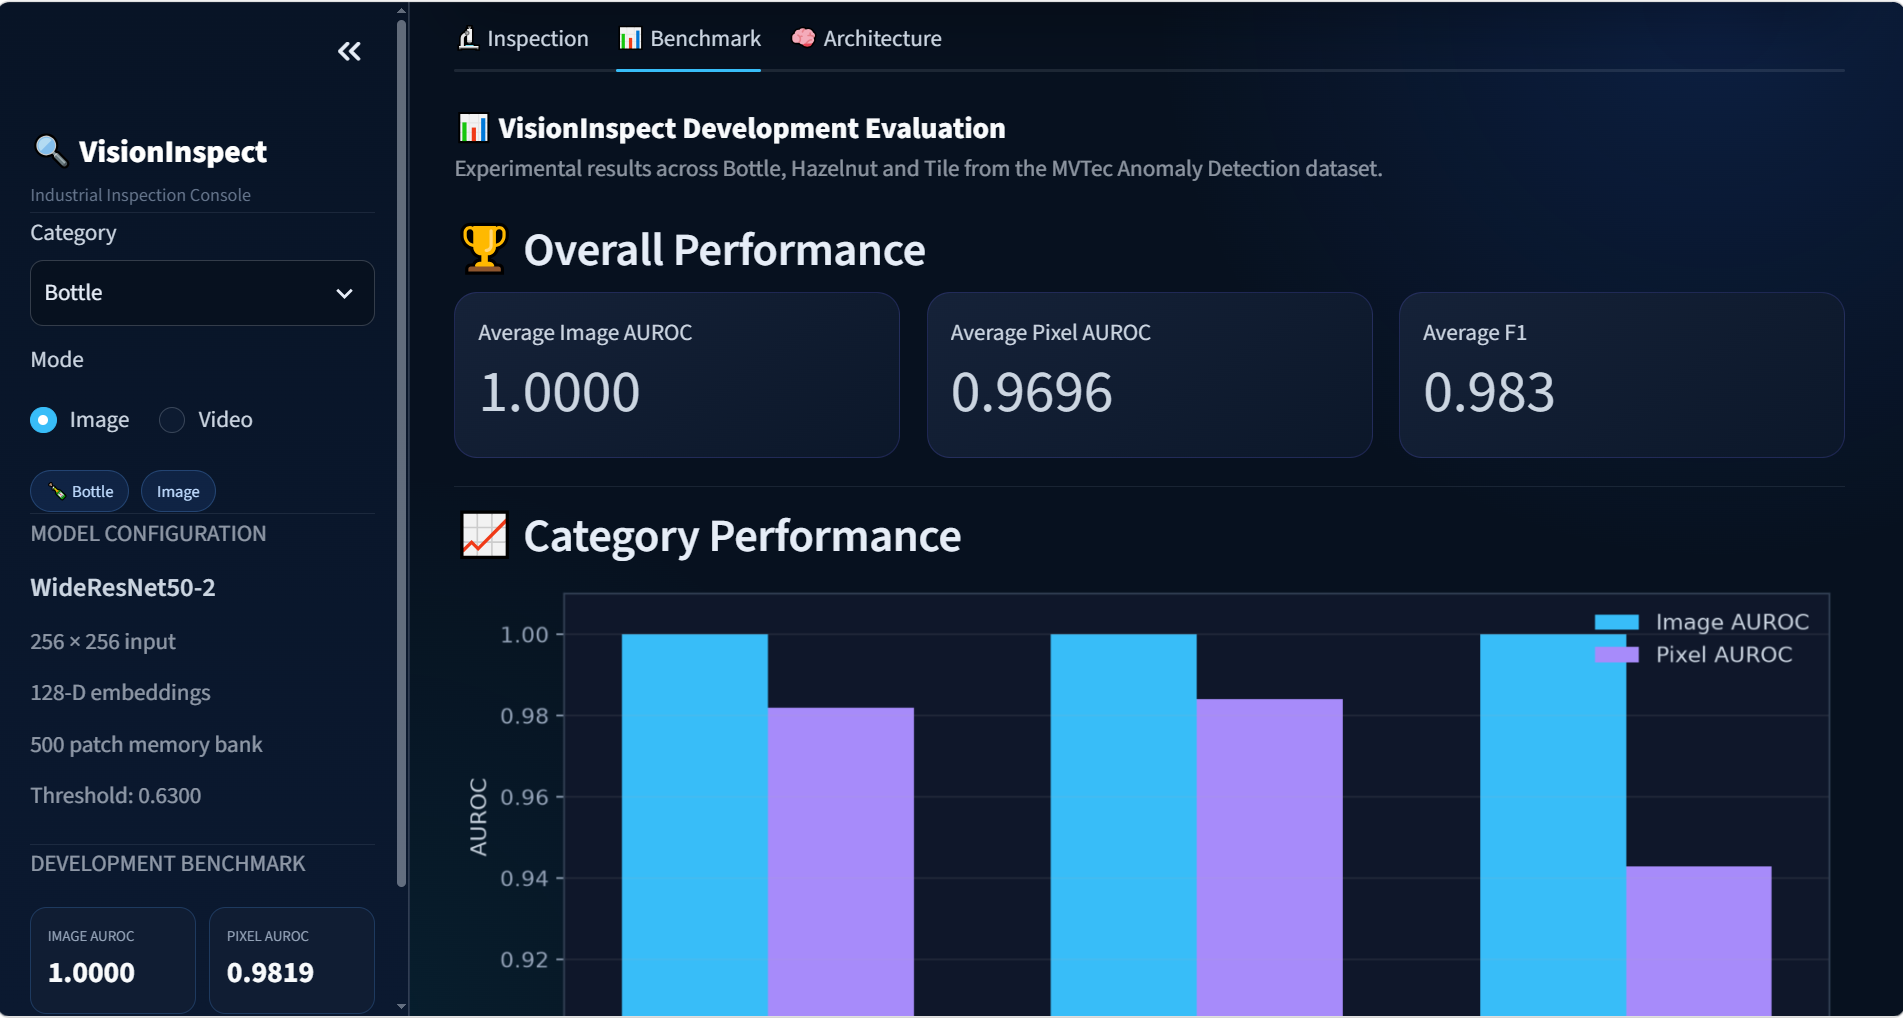 VisionInspect
Industrial Inspection Console
Category
Bottle
Mode
Image
Video
Bottle
Image
MODEL CONFIGURATION
WideResNet50-2
256 × 256 input
128-D embeddings
500 patch memory bank
Threshold: 0.6300
DEVELOPMENT BENCHMARK
IMAGE AUROC
1.0000
PIXEL AUROC
0.9819
Inspection
Benchmark
Architecture
VisionInspect Development Evaluation
Experimental results across Bottle, Hazelnut and Tile from the MVTec Anomaly Detection dataset.
Overall Performance
Average Image AUROC
1.0000
Average Pixel AUROC
0.9696
Average F1
0.983
Category Performance
Image AUROC
Pixel AUROC
AUROC
1.00
0.98
0.96
0.94
0.92